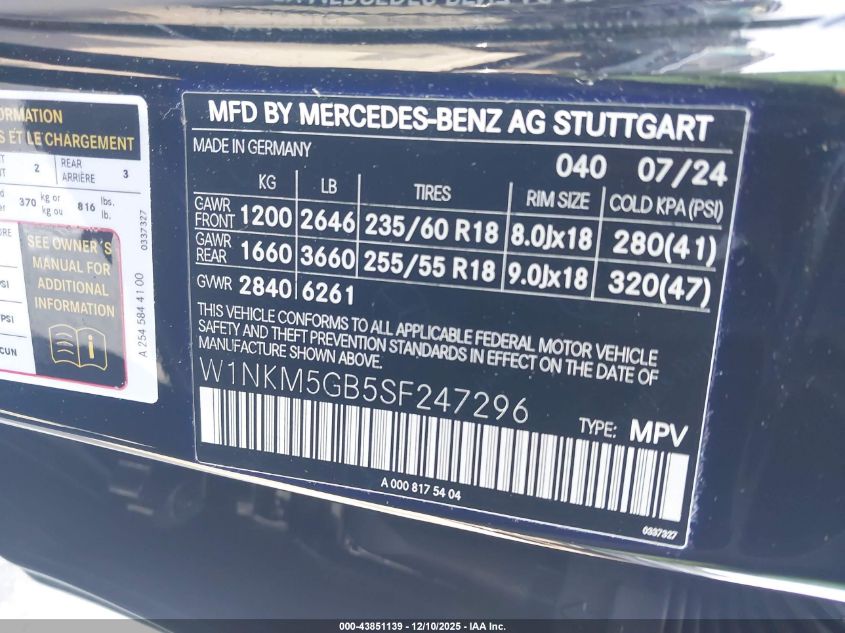 MFD BY MERCEDES-BENZ AG STUTTGART
MADE IN GERMANY 040 07/24
KG LB TIRES RIM SIZE COLD KPA (PSI)
GAWR FRONT 1200 2646 235/60 R18 8.0Jx18 280(41)
GAWR REAR 1660 3660 255/55 R18 9.0Jx18 320(47)
GVWR 2840 6261
THIS VEHICLE CONFORMS TO ALL APPLICABLE FEDERAL MOTOR VEHICLE
SAFETY AND THEFT PREVENTION STANDARDS IN EFFECT ON THE DATE OF
MANUFACTURE SHOWN ABOVE.
W1NKM5GB5SF247296
TYPE: MPV
A 000 817 54 04
0337327
ET LE CHARGEMENT
2 REAR ARRIÈRE 3
370 kg or kg ou 816 lbs. lb.
SEE OWNER'S
MANUAL FOR
ADDITIONAL
INFORMATION
A 254 584 41 00
0337327
000-43851139 - 12/10/2025 - IAA Inc.